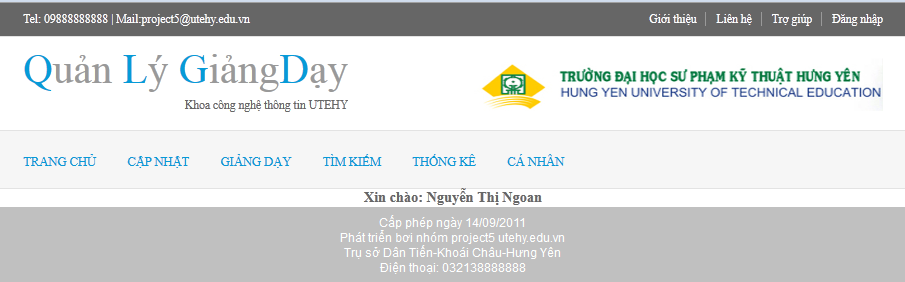 Tel: 09888888888 | Mail:project5@utehy.edu.vn
Giới thiệu
Liên hệ
Trợ giúp
Đăng nhập
Quản Lý GiảngDạy
Khoa công nghệ thông tin UTEHY
TRƯỜNG ĐẠI HỌC SƯ PHẠM KỸ THUẬT HƯNG YÊN
HUNG YEN UNIVERSITY OF TECHNICAL EDUCATION
TRANG CHỦ
CẬP NHẬT
GIẢNG DẠY
TÌM KIẾM
THỐNG KÊ
CÁ NHÂN
Xin chào: Nguyễn Thị Ngoan
Cấp phép ngày 14/09/2011
Phát triển bơi nhóm project5 utehy.edu.vn
Trụ sở Dân Tiến-Khoái Châu-Hưng Yên
Điện thoại: 032138888888